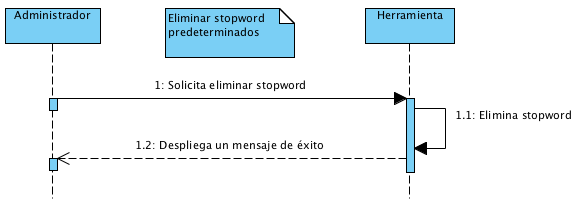 Administrador
Eliminar stopword
predeterminados
Herramienta
1: Solicita eliminar stopword
1.1: Elimina stopword
1.2: Despliega un mensaje de éxito